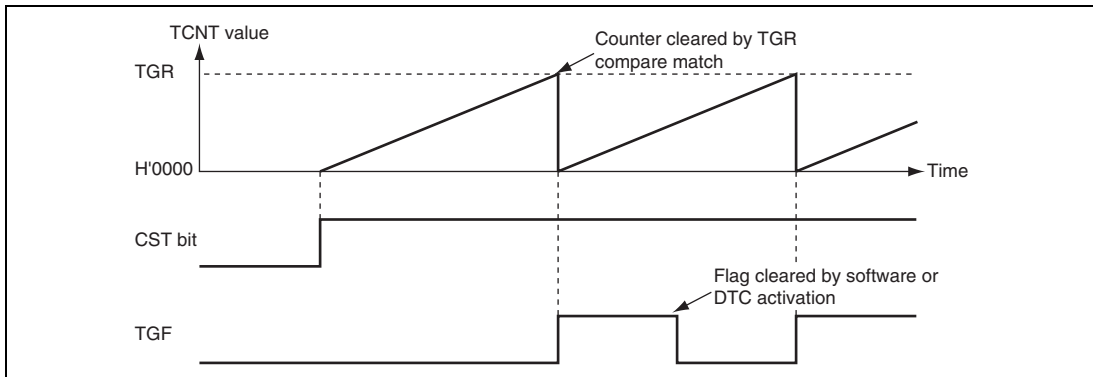 TCNT value
Counter cleared by TGR
compare match
TGR
H'0000
Time
CST bit
Flag cleared by software or
DTC activation
TGF